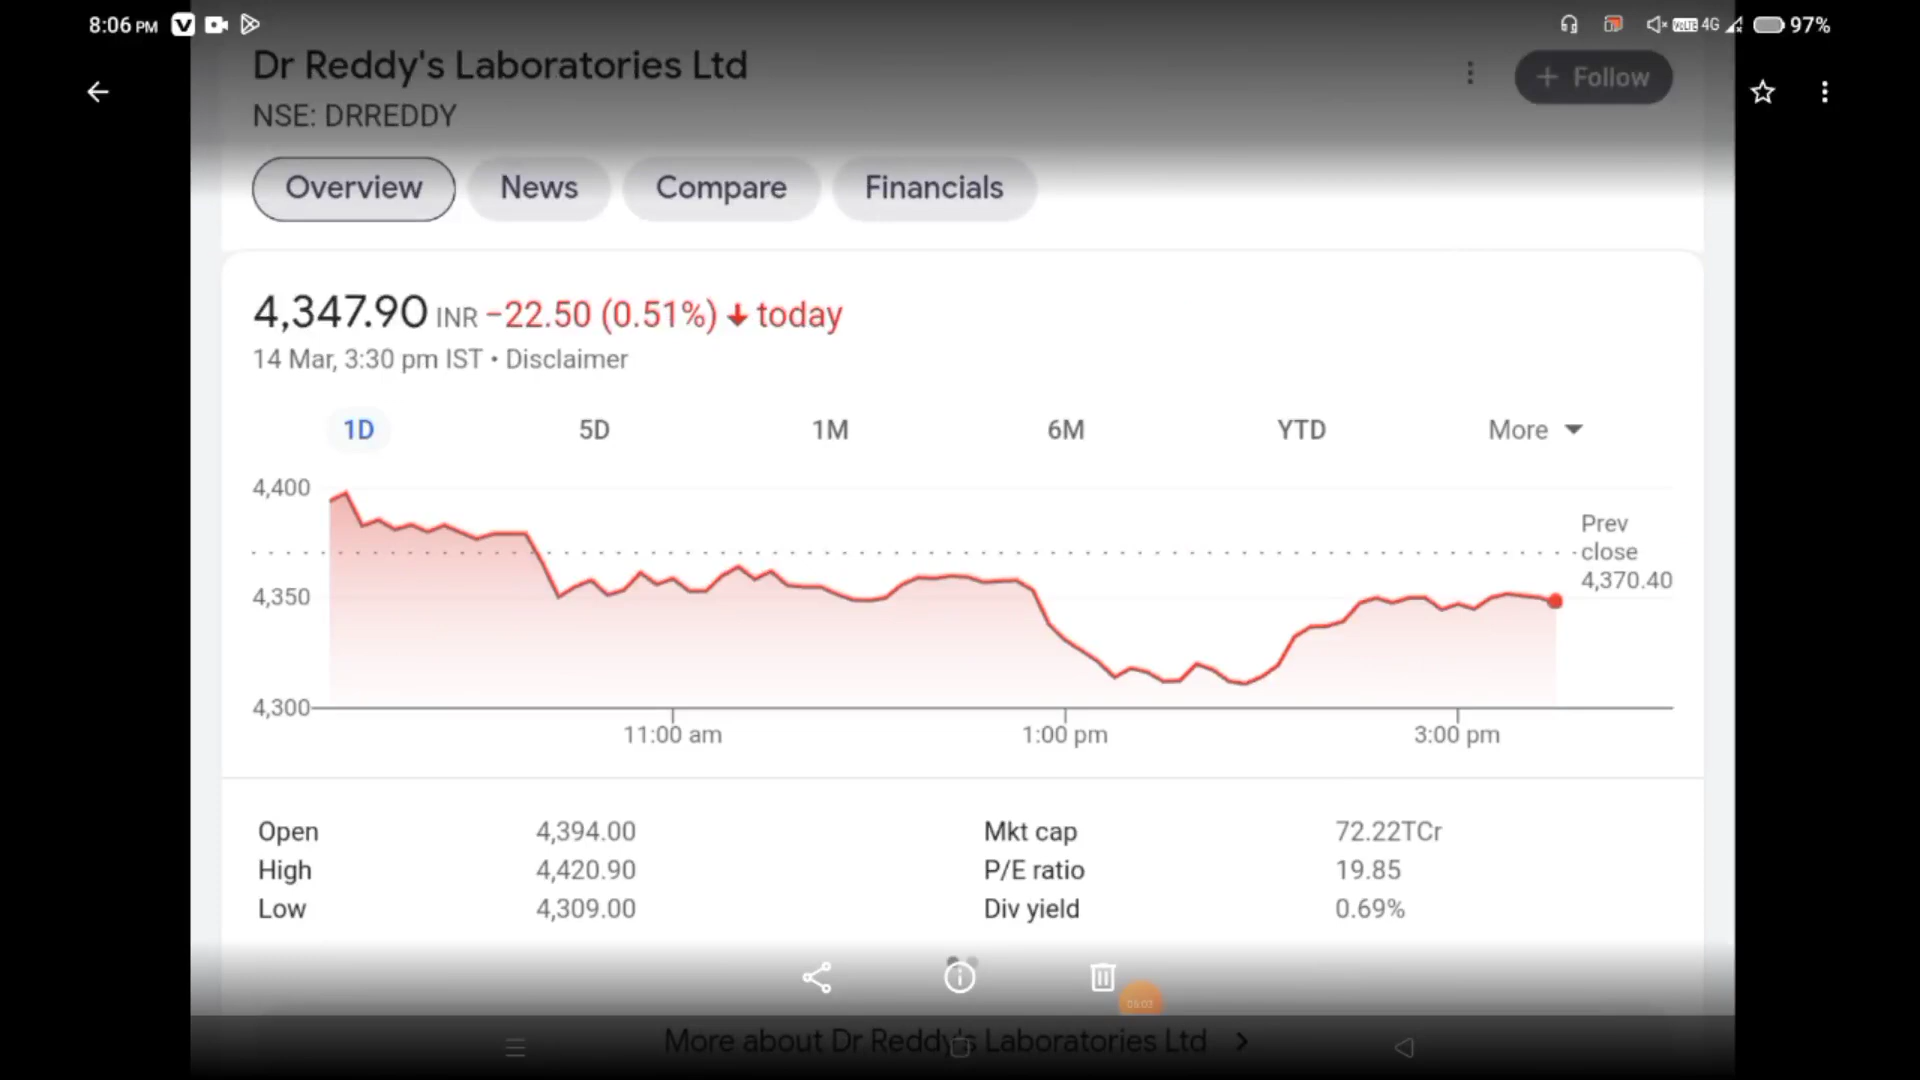 8:06 PM
4G
97%
Dr Reddy's Laboratories Ltd
+ Follow
NSE: DRREDDY
Overview
News
Compare
Financials
4,347.90 INR −22.50 (0.51%) ↓ today
14 Mar, 3:30 pm IST • Disclaimer
1D
5D
1M
6M
YTD
More
4,400
Prev
close
4,370.40
4,350
4,300
11:00 am
1:00 pm
3:00 pm
Open 4,394.00 Mkt cap 72.22TCr
High 4,420.90 P/E ratio 19.85
Low 4,309.00 Div yield 0.69%
More about Dr Reddy's Laboratories Ltd